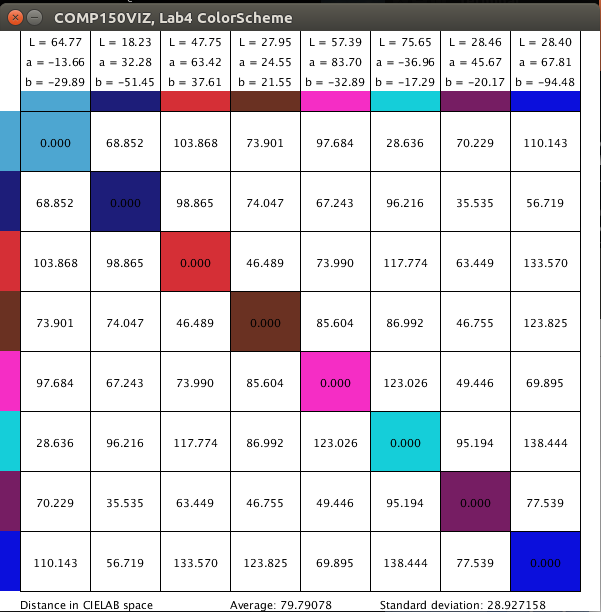 COMP150VIZ, Lab4 ColorScheme
L = 64.77 L = 18.23 L = 47.75 L = 27.95 L = 57.39 L = 75.65 L = 28.46 L = 28.40
a = -13.66 a = 32.28 a = 63.42 a = 24.55 a = 83.70 a = -36.96 a = 45.67 a = 67.81
b = -29.89 b = -51.45 b = 37.61 b = 21.55 b = -32.89 b = -17.29 b = -20.17 b = -94.48
0.000 68.852 103.868 73.901 97.684 28.636 70.229 110.143
68.852 0.000 98.865 74.047 67.243 96.216 35.535 56.719
103.868 98.865 0.000 46.489 73.990 117.774 63.449 133.570
73.901 74.047 46.489 0.000 85.604 86.992 46.755 123.825
97.684 67.243 73.990 85.604 0.000 123.026 49.446 69.895
28.636 96.216 117.774 86.992 123.026 0.000 95.194 138.444
70.229 35.535 63.449 46.755 49.446 95.194 0.000 77.539
110.143 56.719 133.570 123.825 69.895 138.444 77.539 0.000
Distance in CIELAB space Average: 79.79078 Standard deviation: 28.927158